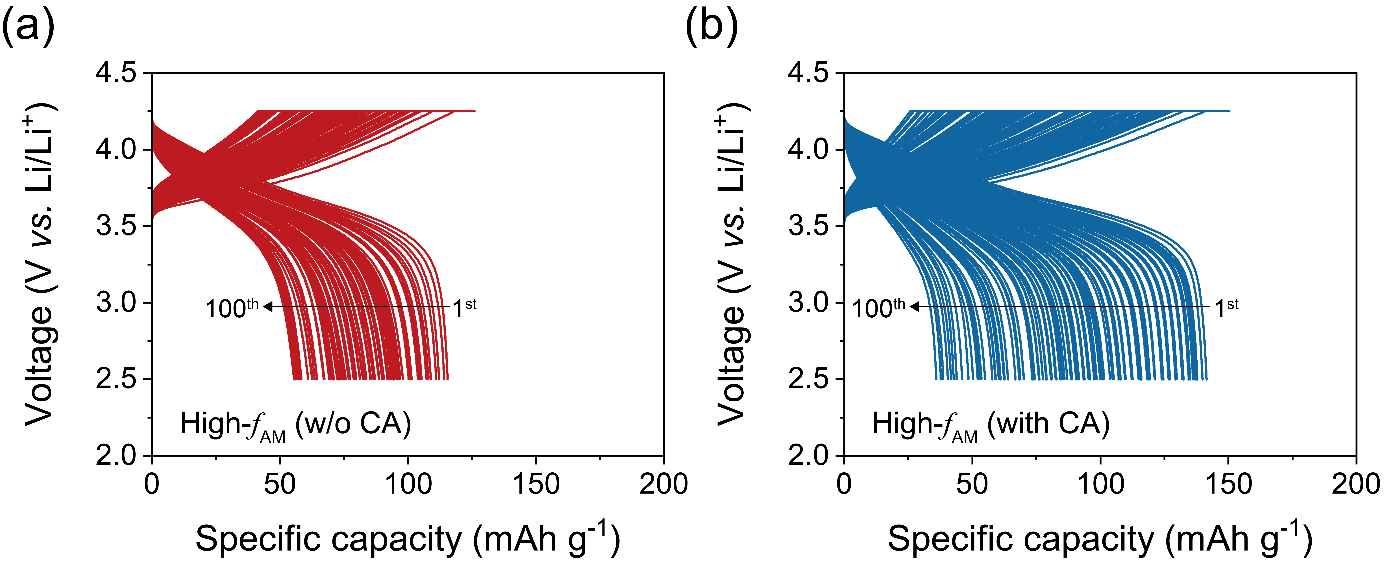 (a)
Voltage (V vs. Li/Li⁺)
4.5
4.0
3.5
3.0
2.5
2.0
100ᵗʰ
1ˢᵗ
High-fAM (w/o CA)
0
50
100
150
200
Specific capacity (mAh g⁻¹)
(b)
Voltage (V vs. Li/Li⁺)
4.5
4.0
3.5
3.0
2.5
2.0
100ᵗʰ
1ˢᵗ
High-fAM (with CA)
0
50
100
150
200
Specific capacity (mAh g⁻¹)